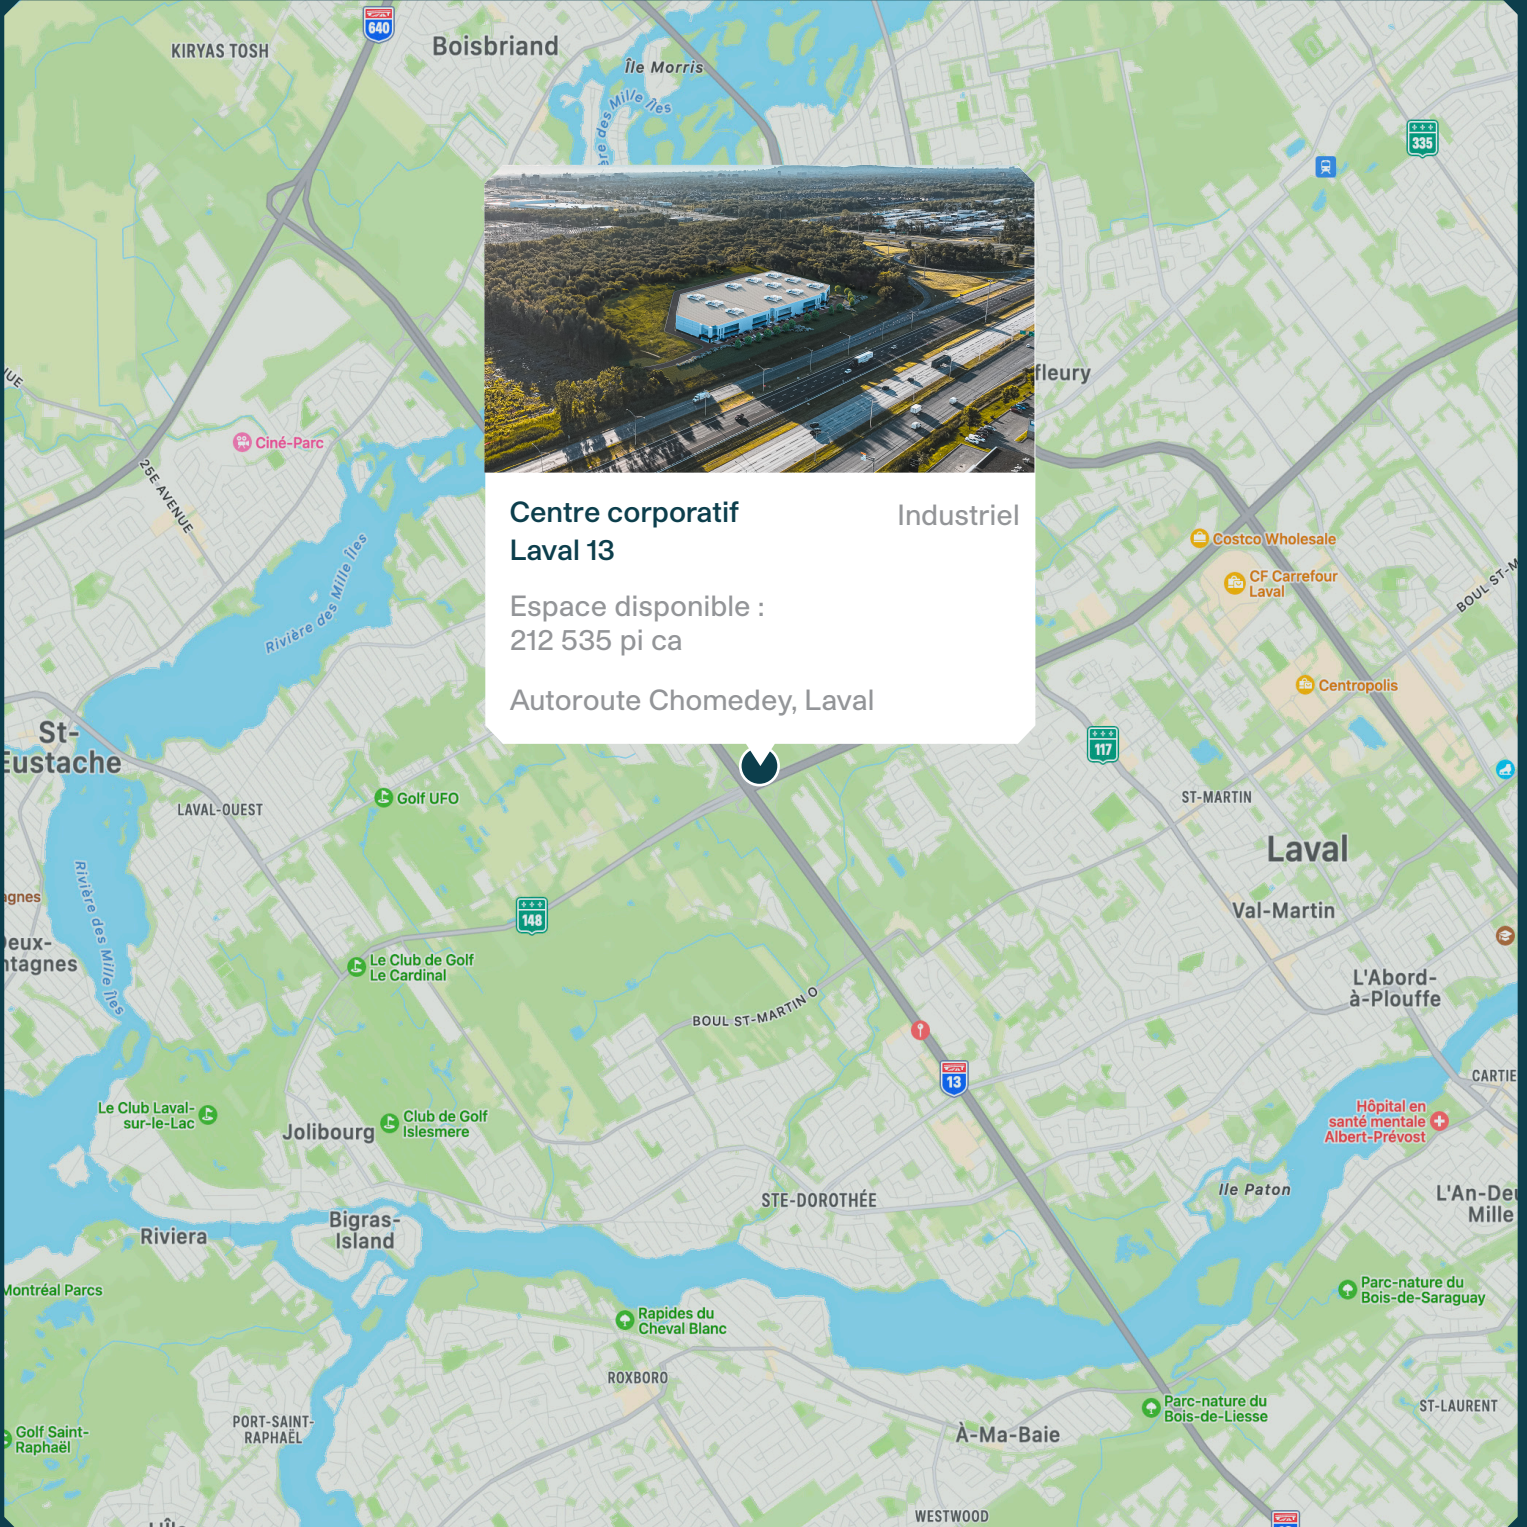 640
KIRYAS TOSH
Boisbriand
Île Morris
335
fleury
Ciné-Parc
25E AVENUE
Rivière des Mille Îles
Centre corporatif
Laval 13
Industriel
Espace disponible :
212 535 pi ca
Autoroute Chomedey, Laval
Costco Wholesale
CF Carrefour
Laval
BOUL ST-M
Centropolis
117
St-
Eustache
LAVAL-OUEST
Golf UFO
ST-MARTIN
Laval
Rivière des Mille Îles
agnes
148
Val-Martin
Deux-
ntagnes
Le Club de Golf
Le Cardinal
L'Abord-
à-Plouffe
BOUL ST-MARTIN O
13
CARTIE
Le Club Laval-
sur-le-Lac
Jolibourg
Club de Golf
Islesmere
Hôpital en
santé mentale
Albert-Prévost
STE-DOROTHÉE
Ile Paton
L'An-Deu
Mille
Riviera
Bigras-
Island
Montréal Parcs
Rapides du
Cheval Blanc
Parc-nature du
Bois-de-Saraguay
ROXBORO
Parc-nature du
Bois-de-Liesse
ST-LAURENT
PORT-SAINT-
RAPHAËL
Golf Saint-
Raphaël
À-Ma-Baie
WESTWOOD